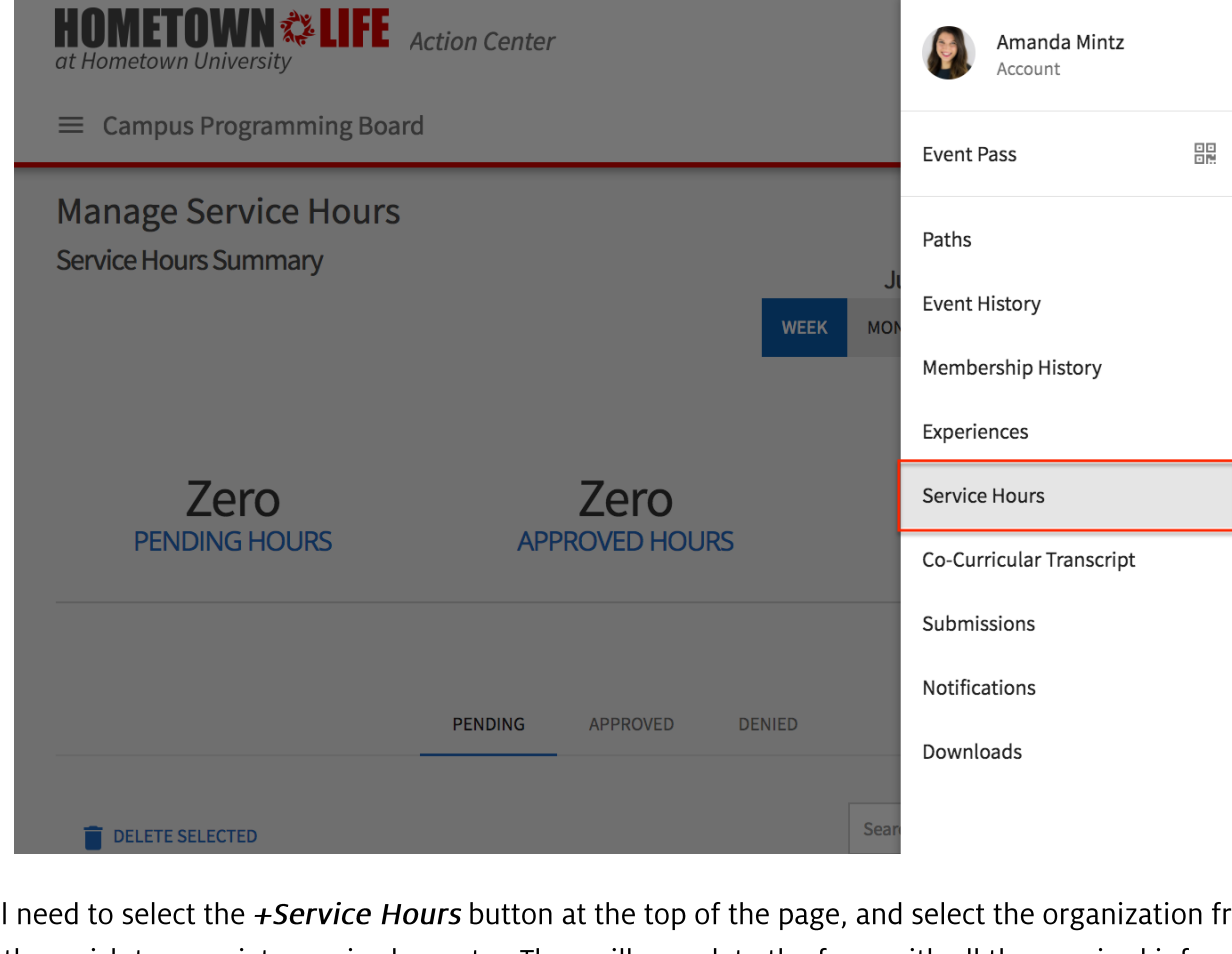 HOMETOWN LIFE
at Hometown University
Action Center
Campus Programming Board
Manage Service Hours
Service Hours Summary
WEEK
Zero
PENDING HOURS
Zero
APPROVED HOURS
PENDING APPROVED DENIED
DELETE SELECTED
Amanda Mintz
Account
Event Pass
Paths
Event History
Membership History
Experiences
Service Hours
Co-Curricular Transcript
Submissions
Notifications
Downloads
need to select the +Service Hours button at the top of the page, and select the organization